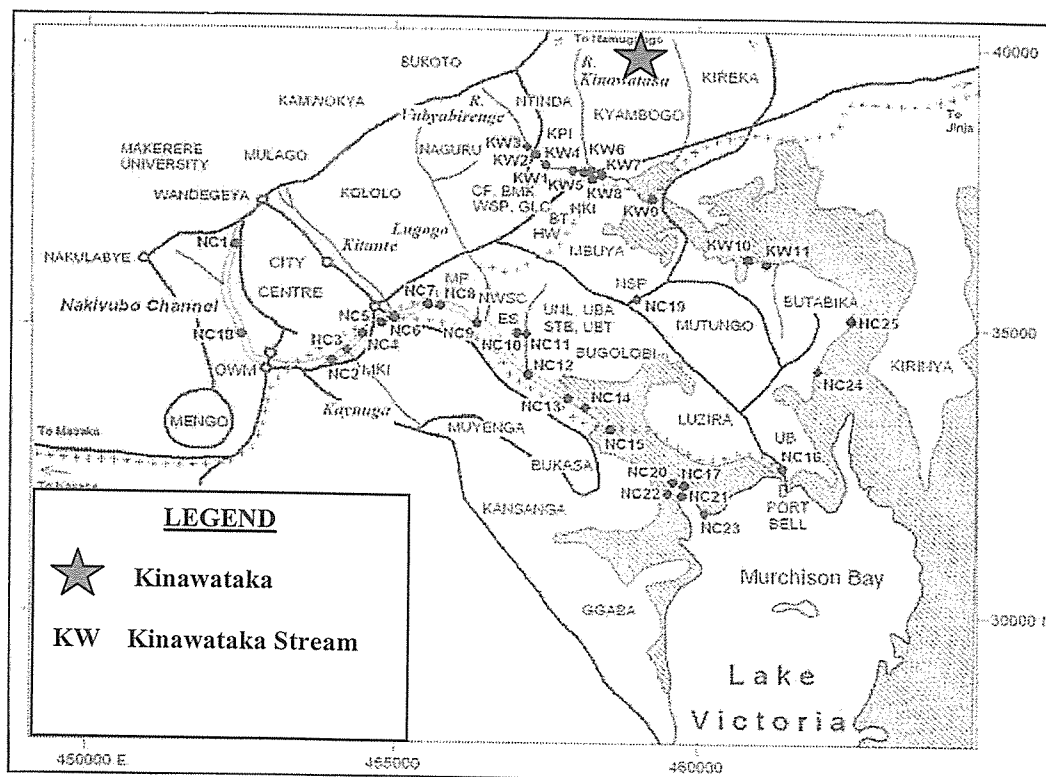 To Namugongo
40000
BUKOTO
R.
Kinawataka
KIREKA
KAMWOKYA
R.
NTINDA
KYAMBOGO
To
Jinja
MAKERERE
UNIVERSITY
MULAGO
NAGURU
KW3
KPI
KW2
KW4
KW6
KW7
KW1
KW5
KW8
WANDEGEYA
KOLOLO
CF, BMK
WSP, GLC
NKI
KW9
BT
HW
Lugogo
Kitante
MBUYA
KW10
KW11
NC1
NAKULABYE
CITY
CENTRE
MP
NC7
NC8
NWSC
NSF
NC19
BUTABIKA
Nakivubo Channel
NC5
NC6
ES
UNL, UBA
STB, UBT
MUTUNGO
NC25
35000
NC18
NC3
NC4
NC9
NC10
NC11
BUGOLOBI
KIRINYA
OWM
NC2
MKI
NC12
NC24
Kayunga
NC13
NC14
LUZIRA
MENGO
MUYENGA
NC15
UB
To Masaka
BUKASA
NC16
NC20
NC17
NC22
NC21
PORT
BELL
KANSANGA
NC23
LEGEND
Kinawataka
KW Kinawataka Stream
Murchison Bay
GGABA
30000
Lake
Victoria
450000 E
455000
460000